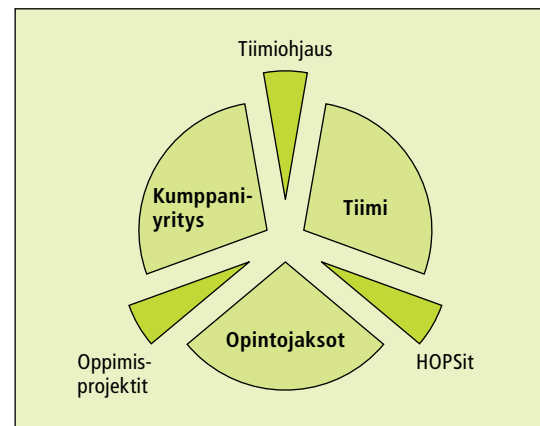 Tiimiohjaus
Kumppani-
yritys
Tiimi
Opintojaksot
Oppimis-
projektit
HOPSit